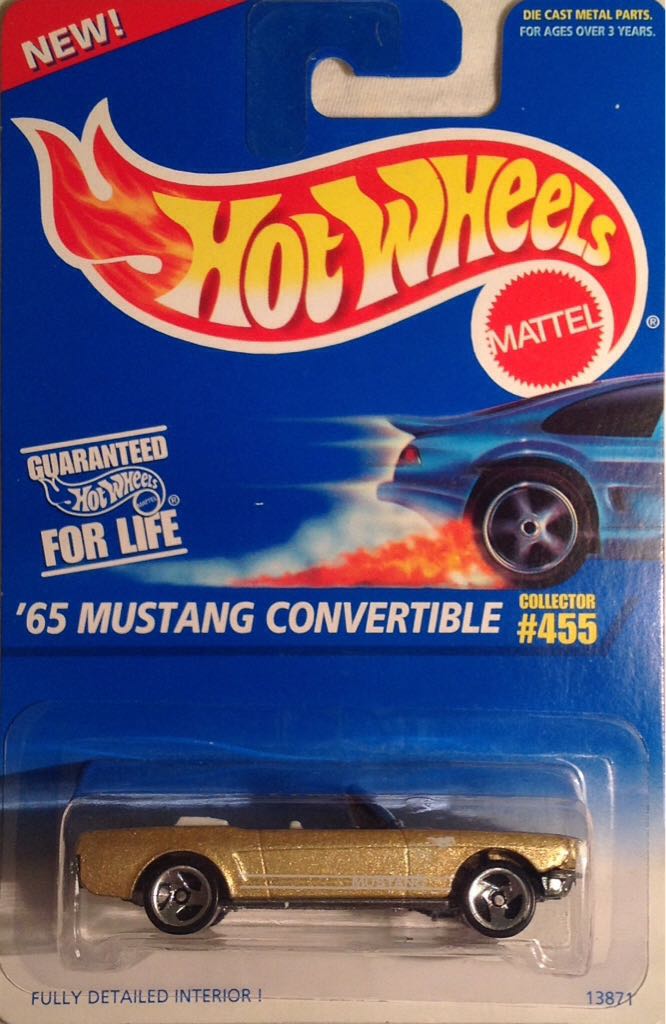 NEW!
DIE CAST METAL PARTS.
FOR AGES OVER 3 YEARS.
HOT WHEELS
MATTEL
®
GUARANTEED
HOT WHEELS
MATTEL
®
FOR LIFE
'65 MUSTANG CONVERTIBLE
COLLECTOR
#455
MUSTANG
FULLY DETAILED INTERIOR !
13871